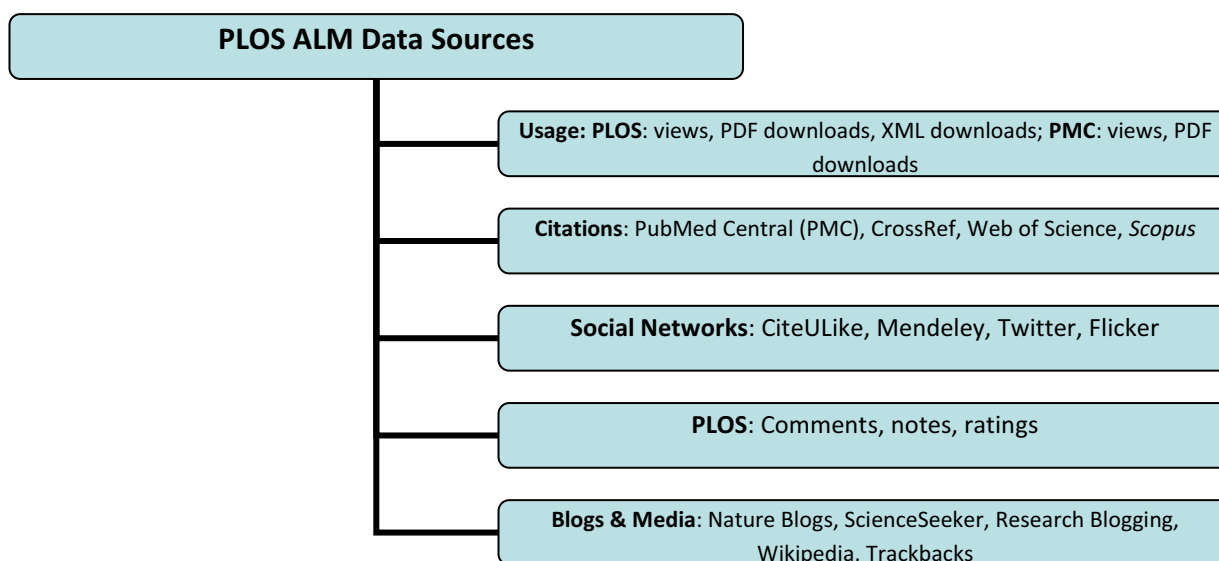 PLOS ALM Data Sources
Usage: PLOS: views, PDF downloads, XML downloads; PMC: views, PDF
downloads
Citations: PubMed Central (PMC), CrossRef, Web of Science, Scopus
Social Networks: CiteULike, Mendeley, Twitter, Flicker
PLOS: Comments, notes, ratings
Blogs & Media: Nature Blogs, ScienceSeeker, Research Blogging,
Wikipedia, Trackbacks